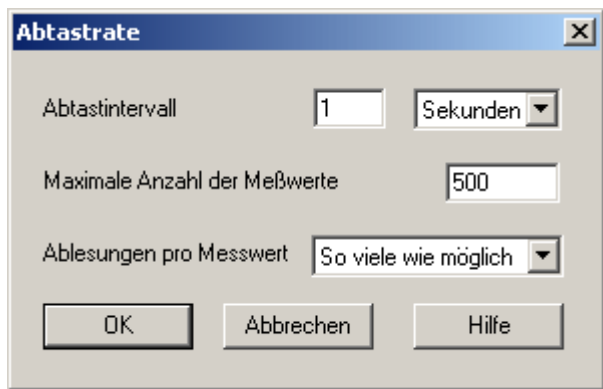 Abtastrate
Abtastintervall 1 Sekunden
Maximale Anzahl der Meßwerte 500
Ablesungen pro Messwert So viele wie möglich
OK Abbrechen Hilfe